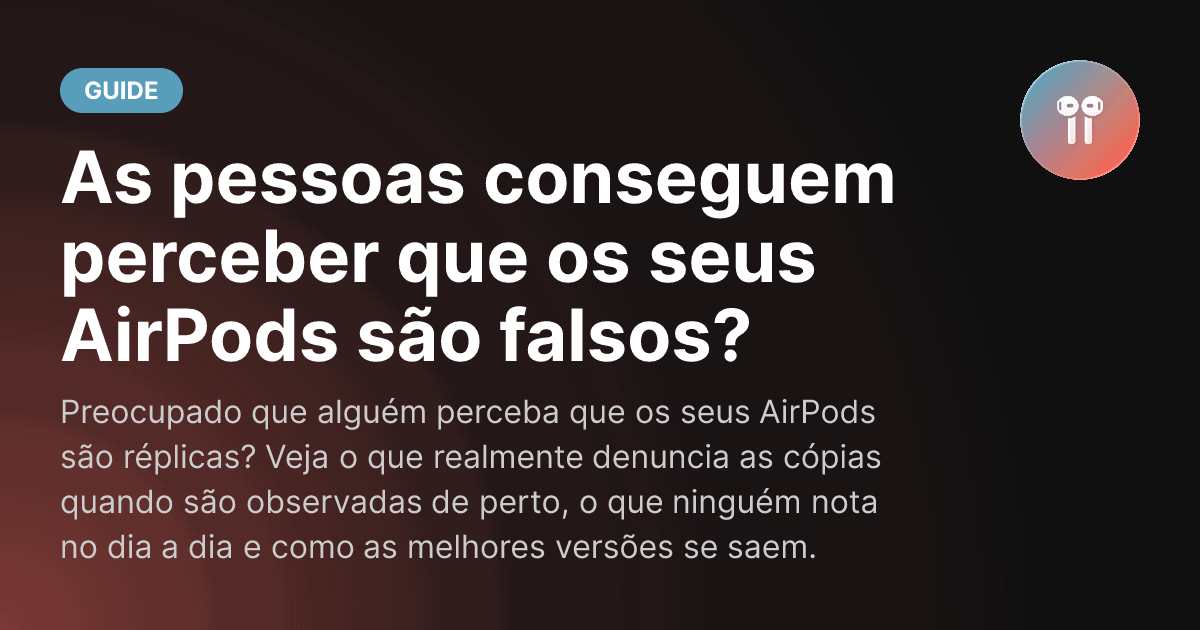 GUIDE
As pessoas conseguem
perceber que os seus
AirPods são falsos?
Preocupado que alguém perceba que os seus AirPods
são réplicas? Veja o que realmente denuncia as cópias
quando são observadas de perto, o que ninguém nota
no dia a dia e como as melhores versões se saem.